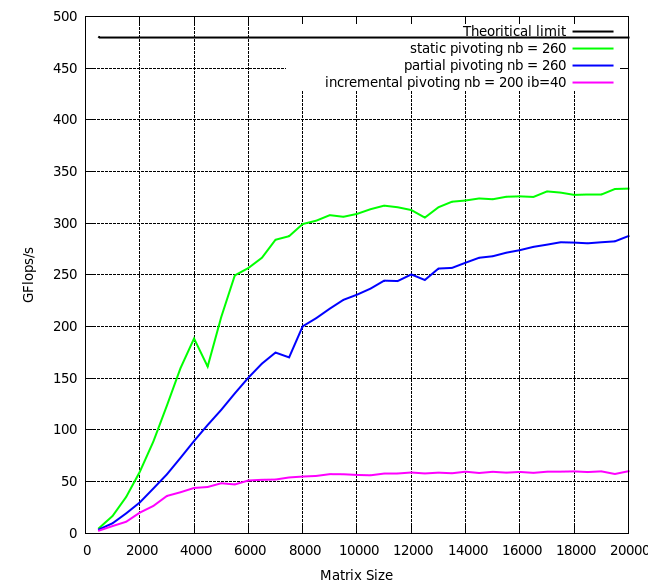 500
450
400
350
300
250
200
150
100
50
0
GFlops/s
Theoritical limit
static pivoting nb = 260
partial pivoting nb = 260
incremental pivoting nb = 200 ib=40
0 2000 4000 6000 8000 10000 12000 14000 16000 18000 20000
Matrix Size